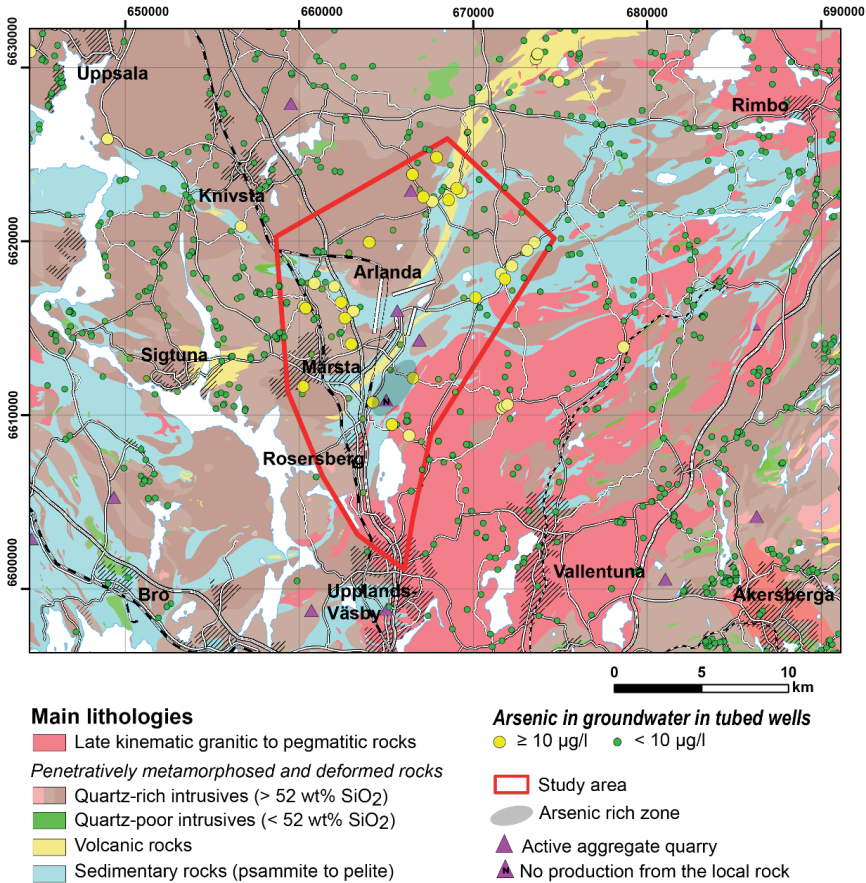 650000 660000 670000 680000 690000
6630000
6620000
6610000
6600000
Uppsala
Rimbo
Knivsta
Arlanda
Sigtuna
Märsta
N
Rosersberg
Vallentuna
Bro
Upplands-
Väsby
Åkersberga
0 5 10
km
Main lithologies
Late kinematic granitic to pegmatitic rocks
Penetratively metamorphosed and deformed rocks
Quartz-rich intrusives (> 52 wt% SiO2)
Quartz-poor intrusives (< 52 wt% SiO2)
Volcanic rocks
Sedimentary rocks (psammite to pelite)
Arsenic in groundwater in tubed wells
≥ 10 µg/l < 10 µg/l
Study area
Arsenic rich zone
Active aggregate quarry
N No production from the local rock